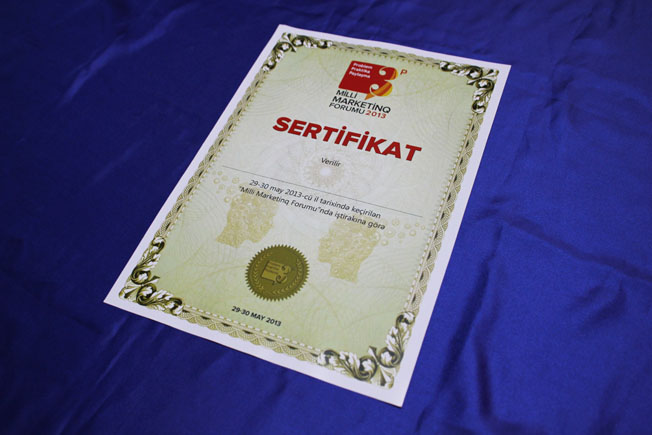 Problem
Praktika
Paylaşma
3P
MİLLİ
MARKETİNQ
FORUMU 2013
SERTİFİKAT
Verilir
29-30 may 2013-cü il tarixində keçirilən
"Milli Marketinq Forumu"nda iştirakına görə
29-30 MAY 2013